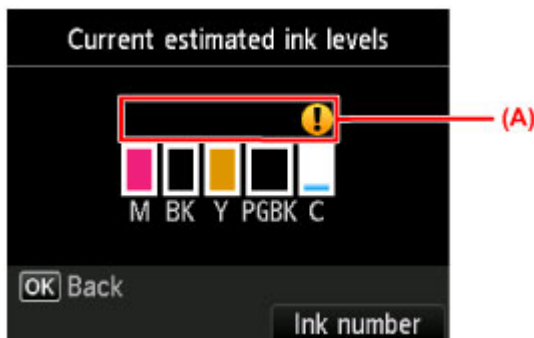 Current estimated ink levels
(A)
M BK Y PGBK C
OK Back
Ink number